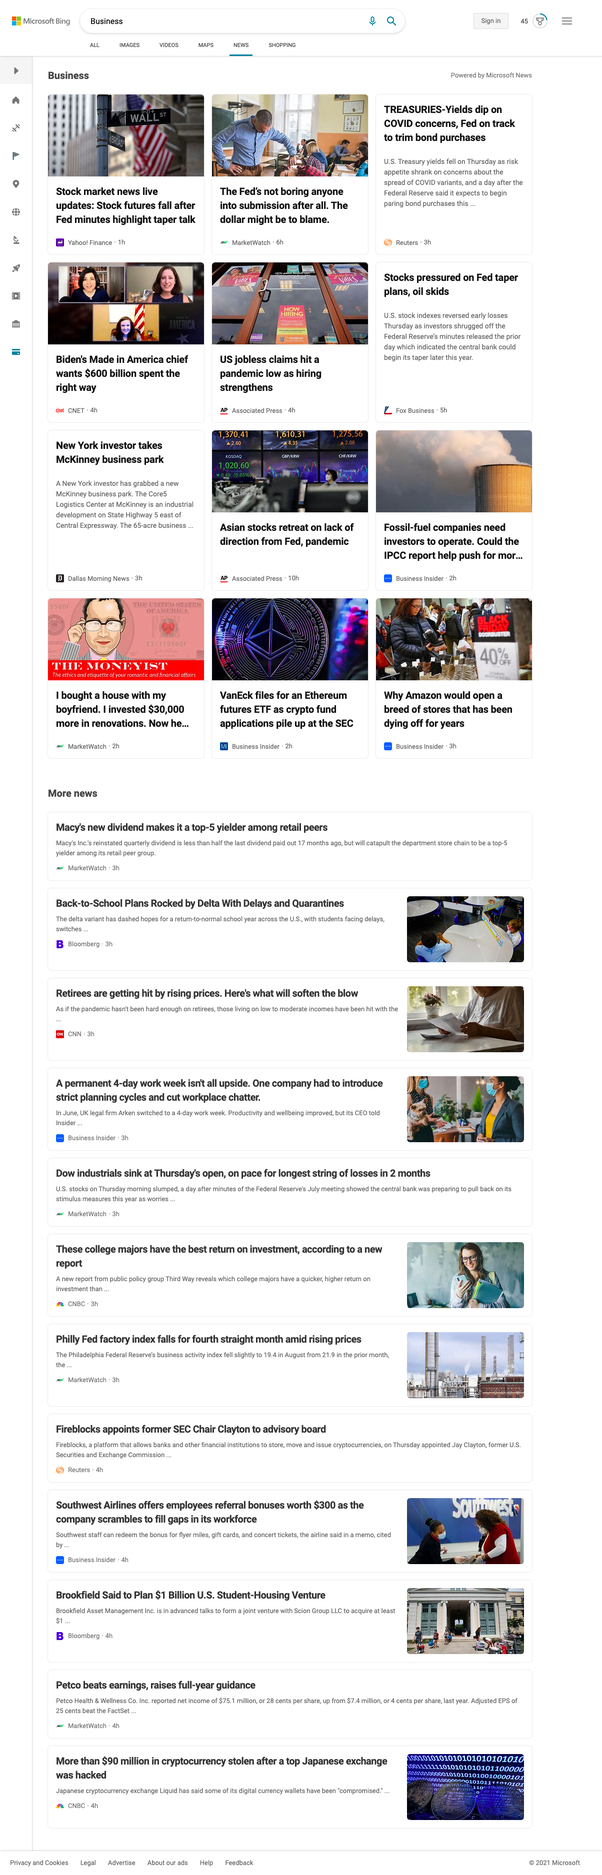 Microsoft Bing
Business
Sign in
45
ALL IMAGES VIDEOS MAPS NEWS SHOPPING
Business
Powered by Microsoft News
WALL ST
Stock market news live
updates: Stock futures fall after
Fed minutes highlight taper talk
Yahoo! Finance · 1h
The Fed's not boring anyone
into submission after all. The
dollar might be to blame.
MarketWatch · 6h
TREASURIES-Yields dip on
COVID concerns, Fed on track
to trim bond purchases
U.S. Treasury yields fell on Thursday as risk
appetite shrank on concerns about the
spread of COVID variants, and a day after the
Federal Reserve said it expects to begin
paring bond purchases this ...
Reuters · 3h
AMERICA
Biden's Made in America chief
wants $600 billion spent the
right way
CNET · 4h
NOW
HIRING
US jobless claims hit a
pandemic low as hiring
strengthens
AP Associated Press · 4h
Stocks pressured on Fed taper
plans, oil skids
U.S. stock indexes reversed early losses
Thursday as investors shrugged off the
Federal Reserve's minutes released the prior
day which indicated the central bank could
begin its taper later this year.
Fox Business · 5h
New York investor takes
McKinney business park
A New York investor has grabbed a new
McKinney business park. The Core5
Logistics Center at McKinney is an industrial
development on State Highway 5 east of
Central Expressway. The 65-acre business ...
Dallas Morning News · 3h
1,370.41 1,610.31 1,275.56
KOSDAQ GBP/KRW CHF/KRW
1,020.60
Asian stocks retreat on lack of
direction from Fed, pandemic
AP Associated Press · 10h
Fossil-fuel companies need
investors to operate. Could the
IPCC report help push for mor...
Business Insider · 2h
THE MONEYIST
The ethics and etiquette of your romantic and financial affairs
I bought a house with my
boyfriend. I invested $30,000
more in renovations. Now he...
MarketWatch · 2h
VanEck files for an Ethereum
futures ETF as crypto fund
applications pile up at the SEC
Business Insider · 2h
BLACK
FRIDAY
DOORBUSTER
40%
OFF
Why Amazon would open a
breed of stores that has been
dying off for years
Business Insider · 3h
More news
Macy's new dividend makes it a top-5 yielder among retail peers
Macy's Inc.'s reinstated quarterly dividend is less than half the last dividend paid out 17 months ago, but will catapult the department store chain to be a top-5
yielder among its retail peer group.
MarketWatch · 3h
Back-to-School Plans Rocked by Delta With Delays and Quarantines
The delta variant has dashed hopes for a return-to-normal school year across the U.S., with students facing delays,
switches ...
B Bloomberg · 3h
Retirees are getting hit by rising prices. Here's what will soften the blow
As if the pandemic hasn't been hard enough on retirees, those living on low to moderate incomes have been hit with the
...
CNN CNN · 3h
A permanent 4-day work week isn't all upside. One company had to introduce
strict planning cycles and cut workplace chatter.
In June, UK legal firm Arken switched to a 4-day work week. Productivity and wellbeing improved, but its CEO told
Insider ...
Business Insider · 3h
Dow industrials sink at Thursday's open, on pace for longest string of losses in 2 months
U.S. stocks on Thursday morning slumped, a day after minutes of the Federal Reserve's July meeting showed the central bank was preparing to pull back on its
stimulus measures this year as worries ...
MarketWatch · 3h
These college majors have the best return on investment, according to a new
report
A new report from public policy group Third Way reveals which college majors have a quicker, higher return on
investment than ...
CNBC · 3h
Philly Fed factory index falls for fourth straight month amid rising prices
The Philadelphia Federal Reserve's business activity index fell slightly to 19.4 in August from 21.9 in the prior month,
the ...
MarketWatch · 3h
Fireblocks appoints former SEC Chair Clayton to advisory board
Fireblocks, a platform that allows banks and other financial institutions to store, move and issue cryptocurrencies, on Thursday appointed Jay Clayton, former U.S.
Securities and Exchange Commission ...
Reuters · 4h
Southwest Airlines offers employees referral bonuses worth $300 as the
company scrambles to fill gaps in its workforce
Southwest staff can redeem the bonus for flyer miles, gift cards, and concert tickets, the airline said in a memo, cited
by ...
Business Insider · 4h
Southwest
Brookfield Said to Plan $1 Billion U.S. Student-Housing Venture
Brookfield Asset Management Inc. is in advanced talks to form a joint venture with Scion Group LLC to acquire at least
$1 ...
B Bloomberg · 4h
Petco beats earnings, raises full-year guidance
Petco Health & Wellness Co. Inc. reported net income of $75.1 million, or 28 cents per share, up from $7.4 million, or 4 cents per share, last year. Adjusted EPS of
25 cents beat the FactSet ...
MarketWatch · 4h
More than $90 million in cryptocurrency stolen after a top Japanese exchange
was hacked
Japanese cryptocurrency exchange Liquid has said some of its digital currency wallets have been "compromised." ...
CNBC · 4h
Privacy and Cookies Legal Advertise About our ads Help Feedback
© 2021 Microsoft